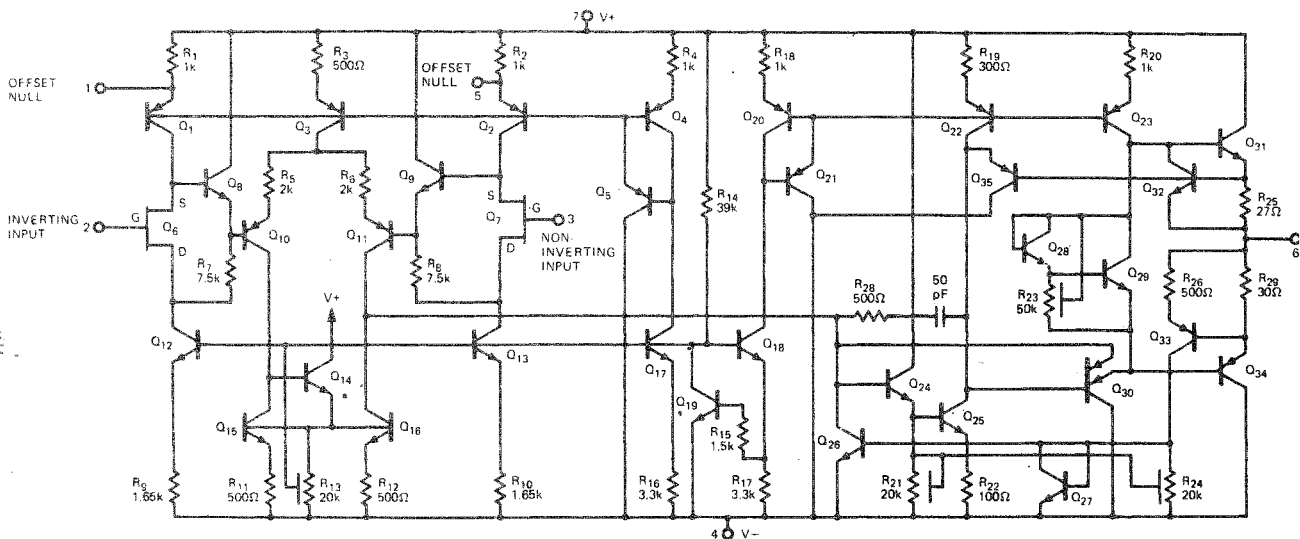 7 V+
R1
1k
R3
500Ω
R2
1k
R4
1k
R18
1k
R19
300Ω
R20
1k
OFFSET
NULL
1
OFFSET
NULL
5
Q1
Q3
Q2
Q4
Q20
Q22
Q23
Q31
Q8
R5
2k
R6
2k
Q9
Q5
R14
39k
Q21
Q35
Q32
R25
27Ω
INVERTING
INPUT
2
G
S
Q6
D
Q10
Q11
S
G
Q7
D
3
NON-
INVERTING
INPUT
R7
7.5k
R8
7.5k
Q28
Q29
R23
50k
R26
500Ω
R29
30Ω
6
V+
R28
500Ω
50
pF
Q12
Q14
Q13
Q17
Q18
Q24
Q30
Q33
Q34
Q15
Q16
Q19
R15
1.5k
Q25
Q26
R9
1.65k
R11
500Ω
R13
20k
R12
500Ω
R10
1.65k
R16
3.3k
R17
3.3k
R21
20k
R22
100Ω
Q27
R24
20k
4 V−